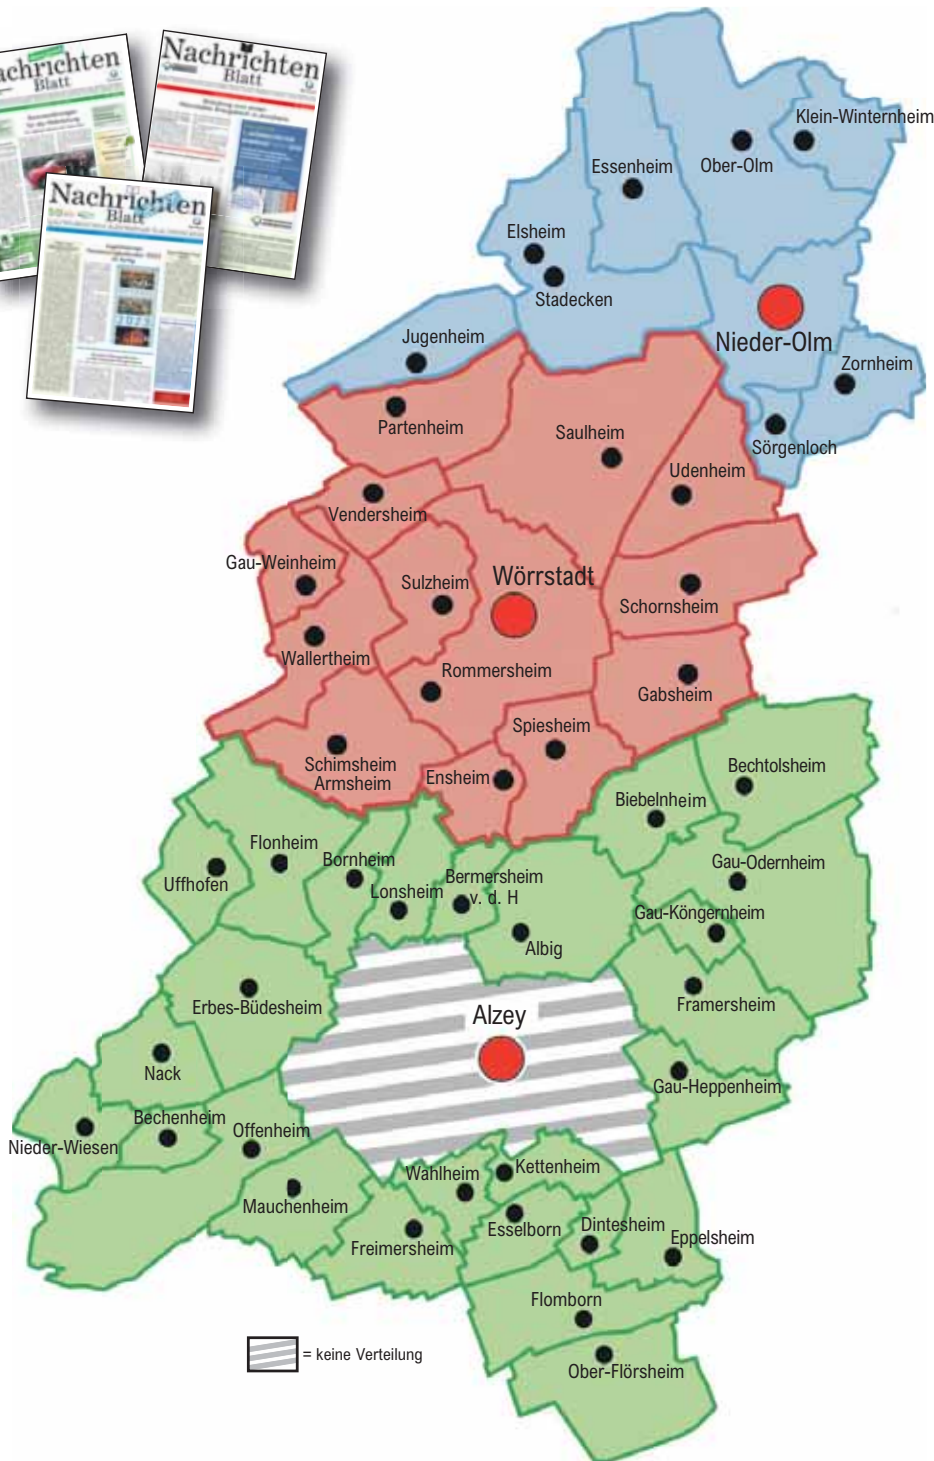 Nachrichten
Blatt
Nachrichten
Blatt
Nachrichten
Blatt
Klein-Winternheim
Ober-Olm
Essenheim
Elsheim
Stadecken
Nieder-Olm
Jugenheim
Zornheim
Sörgenloch
Partenheim
Saulheim
Udenheim
Vendersheim
Gau-Weinheim
Sulzheim
Wörrstadt
Schornsheim
Wallertheim
Rommersheim
Gabsheim
Spiesheim
Schimsheim
Armsheim
Ensheim
Bechtolsheim
Biebelnheim
Flonheim
Bornheim
Uffhofen
Lonsheim
Bermersheim
v. d. H
Gau-Odernheim
Gau-Köngernheim
Albig
Erbes-Büdesheim
Framersheim
Alzey
Nack
Gau-Heppenheim
Nieder-Wiesen
Bechenheim
Offenheim
Wahlheim
Kettenheim
Mauchenheim
Freimersheim
Esselborn
Dintesheim
Eppelsheim
Flomborn
Ober-Flörsheim
= keine Verteilung